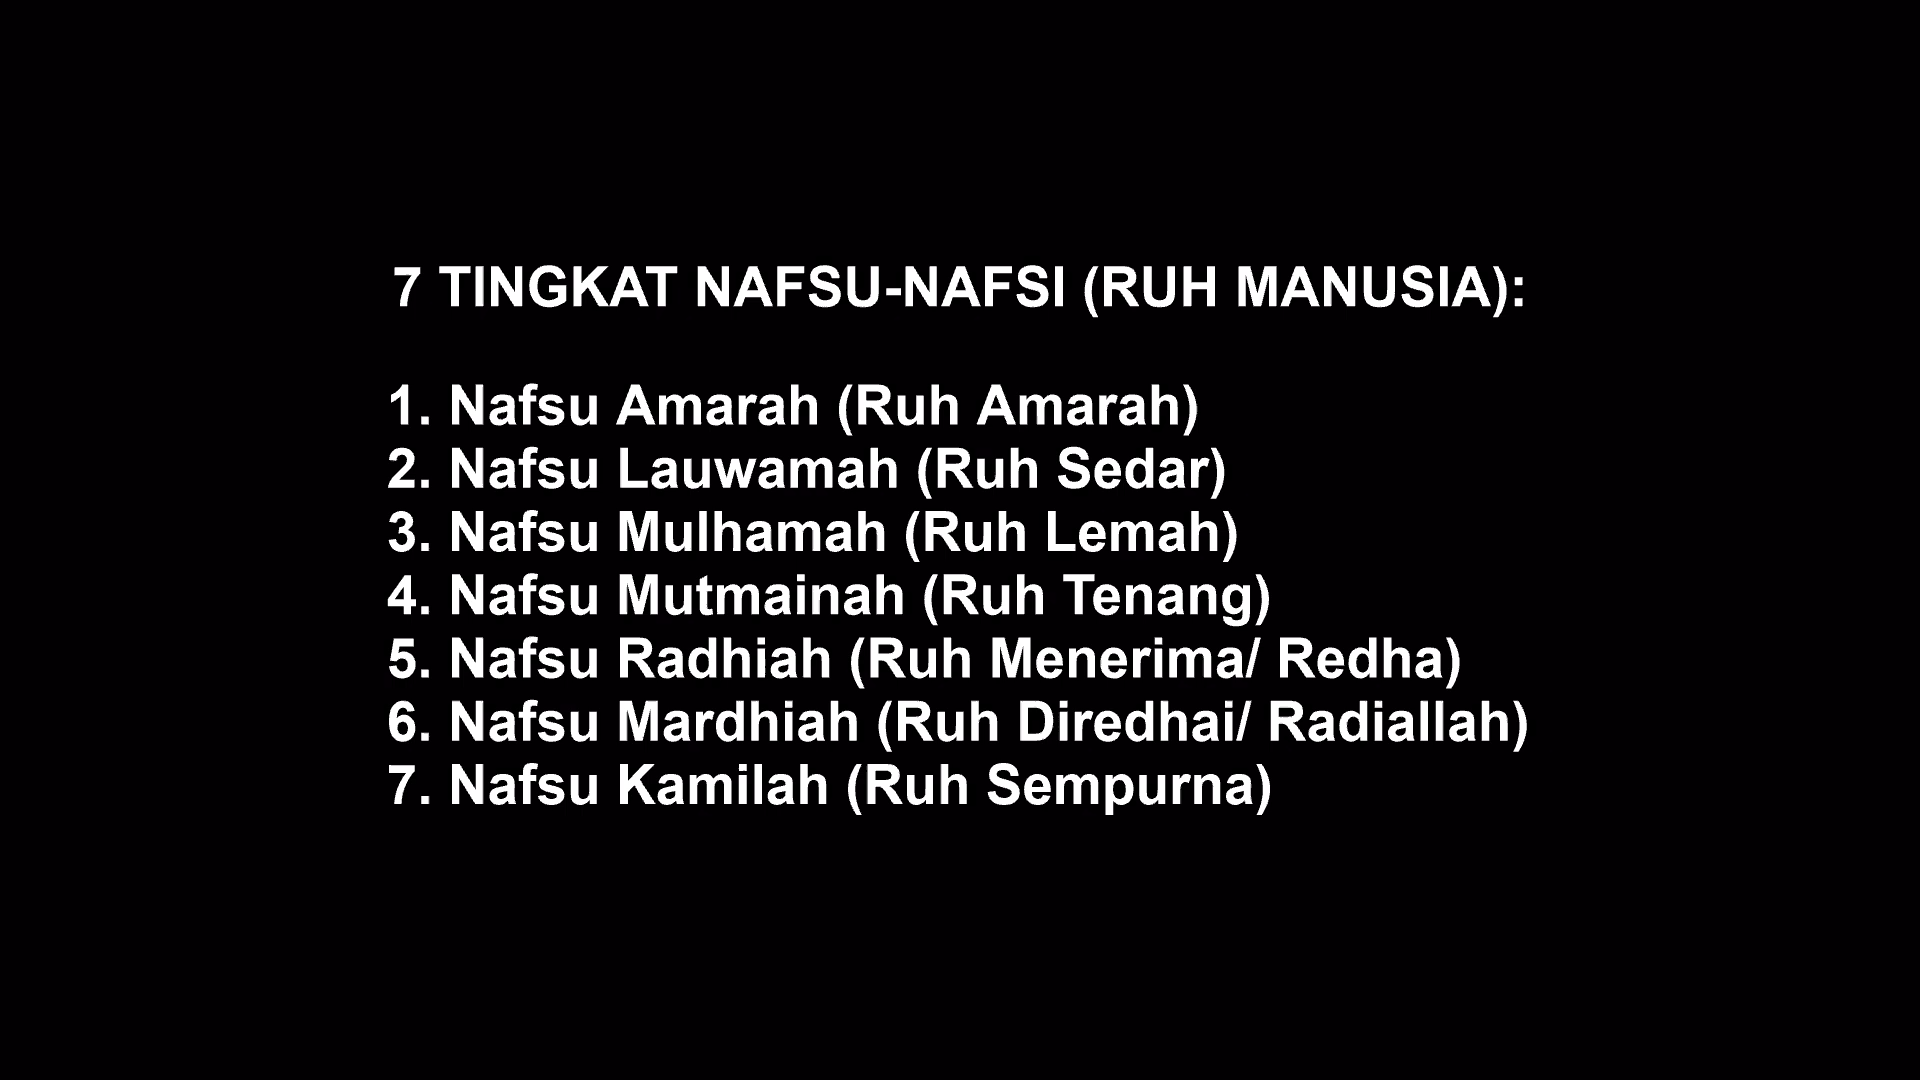 7 TINGKAT NAFSU-NAFSI (RUH MANUSIA):
1. Nafsu Amarah (Ruh Amarah)
2. Nafsu Lauwamah (Ruh Sedar)
3. Nafsu Mulhamah (Ruh Lemah)
4. Nafsu Mutmainah (Ruh Tenang)
5. Nafsu Radhiah (Ruh Menerima/ Redha)
6. Nafsu Mardhiah (Ruh Diredhai/ Radiallah)
7. Nafsu Kamilah (Ruh Sempurna)